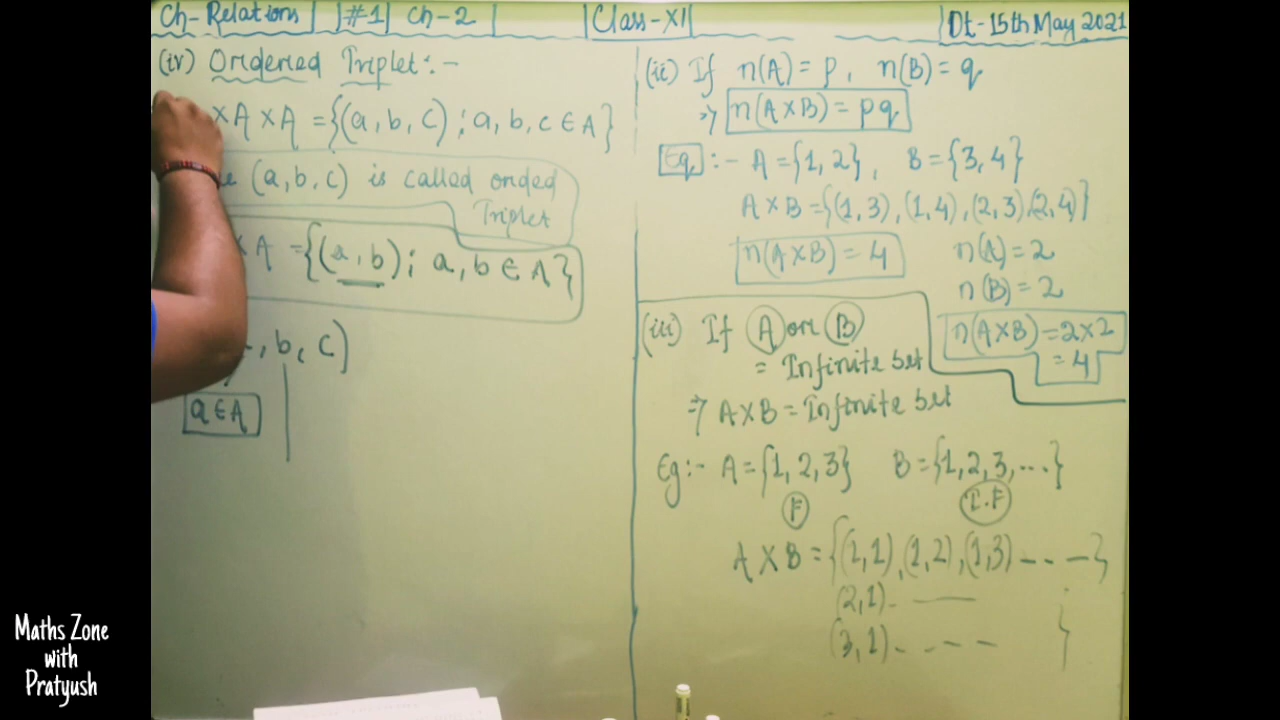 Ch- Relations | #1 | Ch-2 | Class-XI | Dt-15th May 2021
(iv) Ordered Triplet :-
×A ×A = {(a, b, c) ; a, b, c ∈ A}
(a, b, c) is called orded
Triplet
A = {(a, b) ; a, b ∈ A}
, b, c)
a ∈ A
(ii) If n(A) = p, n(B) = q
⇒ n(A×B) = pq
Eg :- A = {1, 2}, B = {3, 4}
A×B = {(1, 3), (1, 4), (2, 3), (2, 4)}
n(A×B) = 4
n(A) = 2
n(B) = 2
n(A×B) = 2×2
= 4
(iii) If A or B
= Infinite set
⇒ A×B = Infinite set
Eg :- A = {1, 2, 3} B = {1, 2, 3, ....}
F I.F
A × B = {(1, 1), (1, 2), (1, 3) - - - }
(2, 1) - —
(3, 1) - - - - }
Maths Zone
with
Pratyush